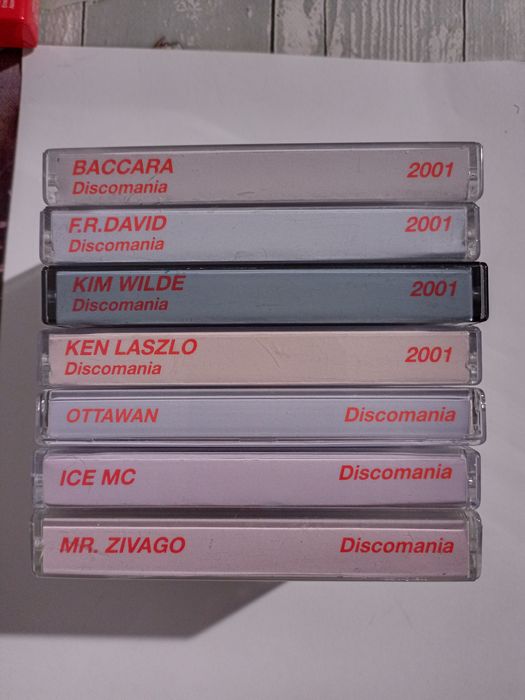 BACCARA 2001
Discomania
F.R.DAVID 2001
Discomania
KIM WILDE 2001
Discomania
KEN LASZLO 2001
Discomania
OTTAWAN Discomania
ICE MC Discomania
MR. ZIVAGO Discomania